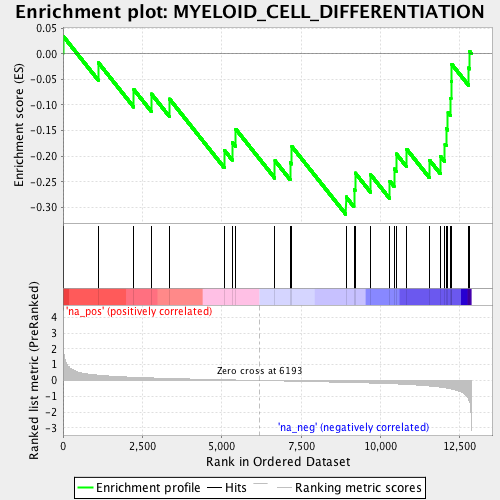 Enrichment plot: MYELOID_CELL_DIFFERENTIATION
Enrichment score (ES)
0.05
0.00
-0.05
-0.10
-0.15
-0.20
-0.25
-0.30
'na_pos' (positively correlated)
Ranked list metric (PreRanked)
4
3
2
1
0
-1
-2
-3
Zero cross at 6193
'na_neg' (negatively correlated)
0
2,500
5,000
7,500
10,000
12,500
Rank in Ordered Dataset
Enrichment profile
Hits
Ranking metric scores